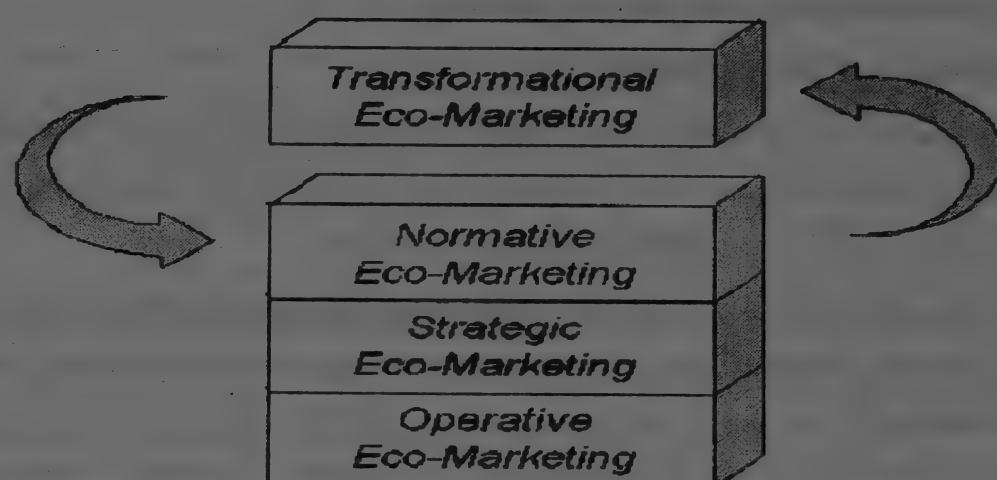 Transformational
Eco-Marketing
Normative
Eco-Marketing
Strategic
Eco-Marketing
Operative
Eco-Marketing